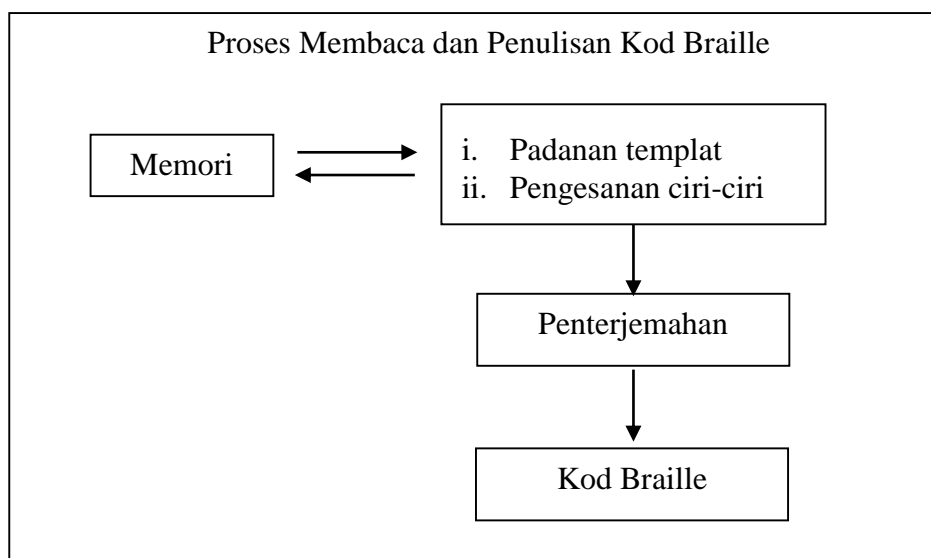 Proses Membaca dan Penulisan Kod Braille
Memori
i. Padanan templat
ii. Pengesanan ciri-ciri
Penterjemahan
Kod Braille